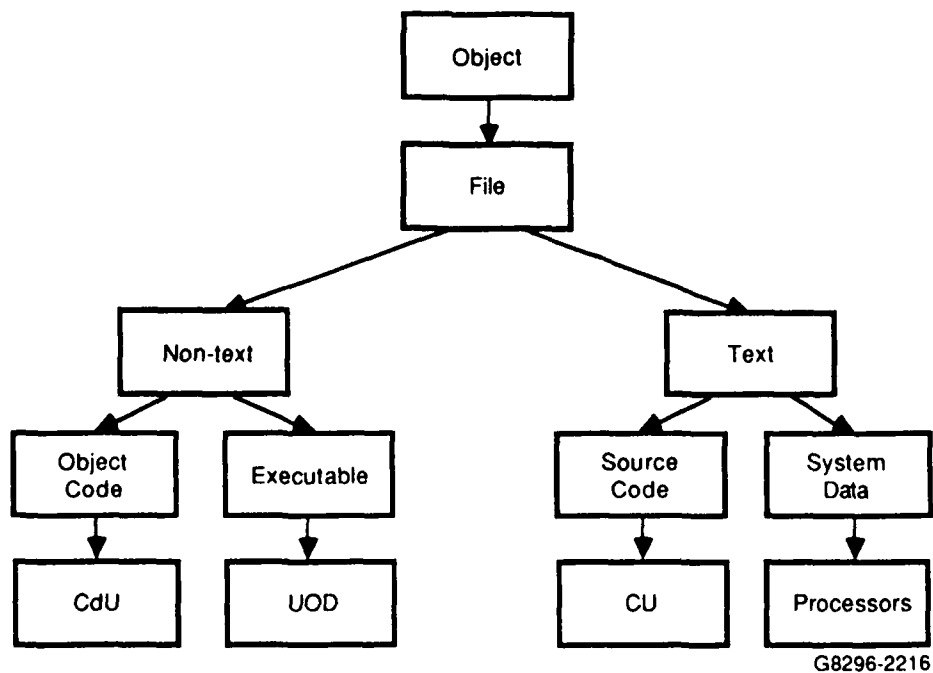 Object
File
Non-text
Text
Object
Code
Executable
Source
Code
System
Data
CdU
UOD
CU
Processors
G8296-2216